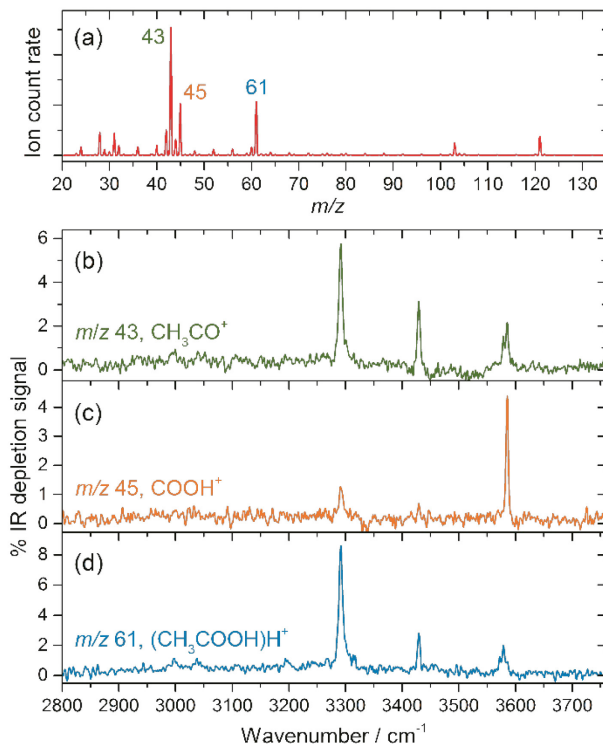 (a)
43
45
61
Ion count rate
20 30 40 50 60 70 80 90 100 110 120 130
m/z
(b)
6
4
2
0
m/z 43, CH₃CO⁺
(c)
4
3
2
1
0
m/z 45, COOH⁺
(d)
8
6
4
2
0
m/z 61, (CH₃COOH)H⁺
% IR depletion signal
2800 2900 3000 3100 3200 3300 3400 3500 3600 3700
Wavenumber / cm⁻¹